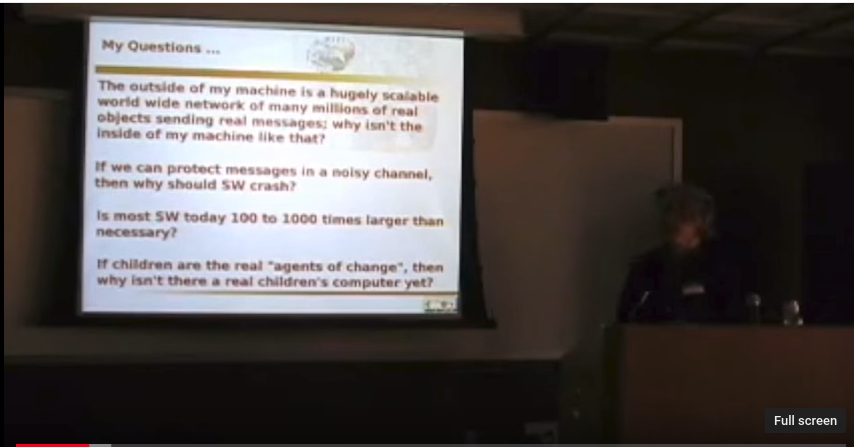 My Questions ...
The outside of my machine is a hugely scalable
world wide network of many millions of real
objects sending real messages; why isn't the
inside of my machine like that?
If we can protect messages in a noisy channel,
then why should SW crash?
Is most SW today 100 to 1000 times larger than
necessary?
If children are the real "agents of change", then
why isn't there a real children's computer yet?
Full screen